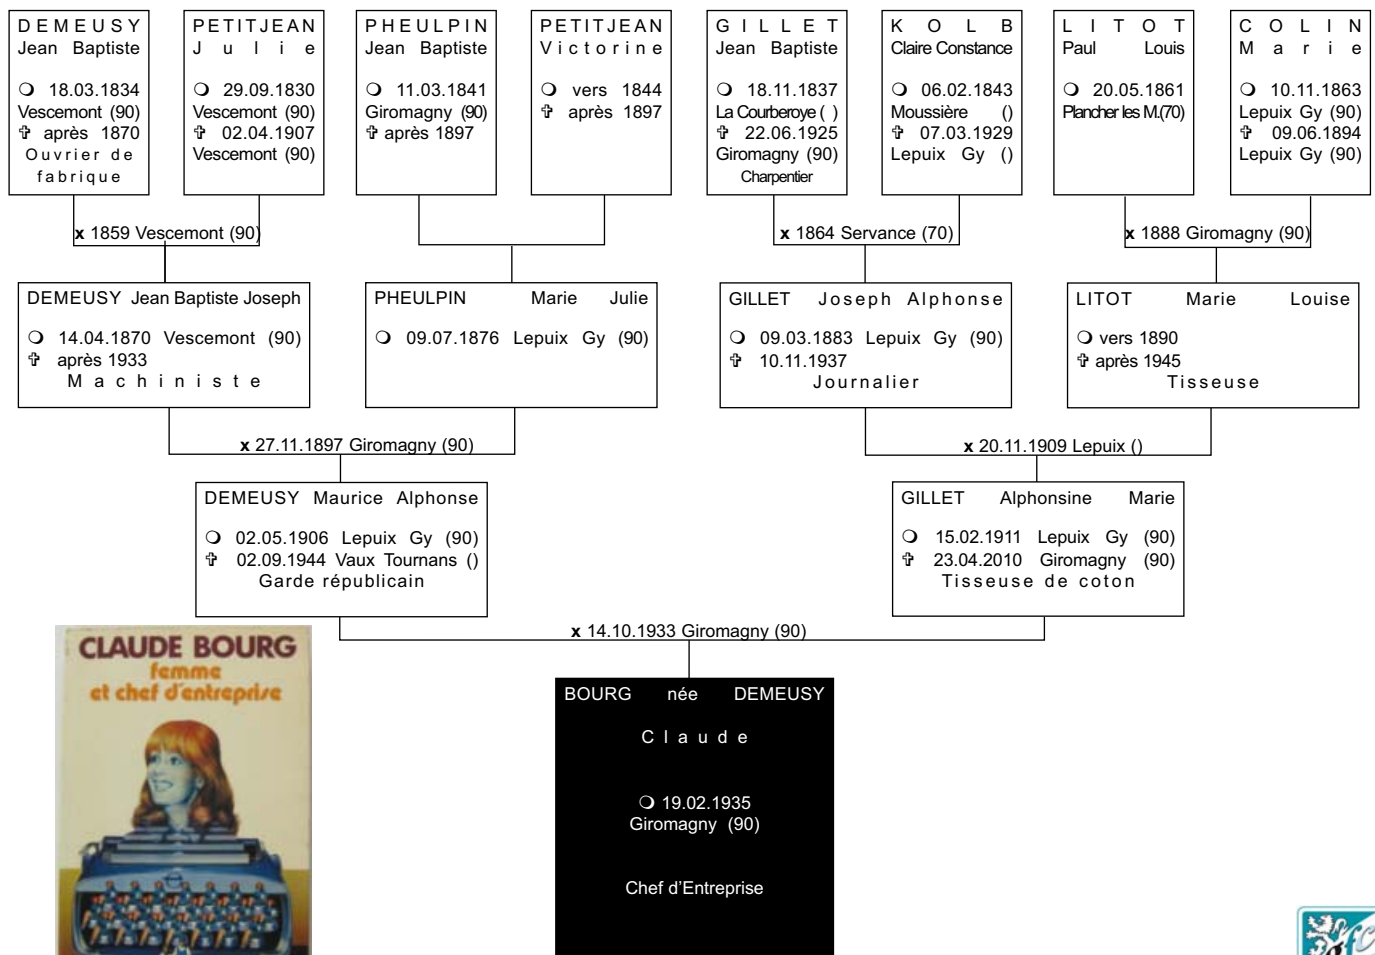 DEMEUSY
Jean Baptiste
❍ 18.03.1834
Vescemont (90)
✞ après 1870
Ouvrier de
fabrique
PETITJEAN
Julie
❍ 29.09.1830
Vescemont (90)
✞ 02.04.1907
Vescemont (90)
PHEULPIN
Jean Baptiste
❍ 11.03.1841
Giromagny (90)
✞ après 1897
PETITJEAN
Victorine
❍ vers 1844
✞ après 1897
GILLET
Jean Baptiste
❍ 18.11.1837
La Courberoye ( )
✞ 22.06.1925
Giromagny (90)
Charpentier
KOLB
Claire Constance
❍ 06.02.1843
Moussière ()
✞ 07.03.1929
Lepuix Gy ()
LITOT
Paul Louis
❍ 20.05.1861
Plancher les M.(70)
COLIN
Marie
❍ 10.11.1863
Lepuix Gy (90)
✞ 09.06.1894
Lepuix Gy (90)
x 1859 Vescemont (90)
x 1864 Servance (70)
x 1888 Giromagny (90)
DEMEUSY Jean Baptiste Joseph
❍ 14.04.1870 Vescemont (90)
✞ après 1933
Machiniste
PHEULPIN Marie Julie
❍ 09.07.1876 Lepuix Gy (90)
GILLET Joseph Alphonse
❍ 09.03.1883 Lepuix Gy (90)
✞ 10.11.1937
Journalier
LITOT Marie Louise
❍ vers 1890
✞ après 1945
Tisseuse
x 27.11.1897 Giromagny (90)
x 20.11.1909 Lepuix ()
DEMEUSY Maurice Alphonse
❍ 02.05.1906 Lepuix Gy (90)
✞ 02.09.1944 Vaux Tournans ()
Garde républicain
GILLET Alphonsine Marie
❍ 15.02.1911 Lepuix Gy (90)
✞ 23.04.2010 Giromagny (90)
Tisseuse de coton
x 14.10.1933 Giromagny (90)
CLAUDE BOURG
femme
et chef d'entreprise
BOURG née DEMEUSY
Claude
❍ 19.02.1935
Giromagny (90)
Chef d'Entreprise